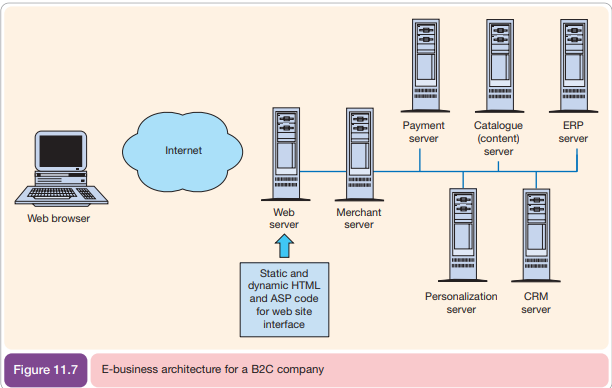 Payment
server
Catalogue
(content)
server
ERP
server
Internet
Web browser
Web
server
Merchant
server
Static and
dynamic HTML
and ASP code
for web site
interface
Personalization
server
CRM
server
Figure 11.7
E-business architecture for a B2C company